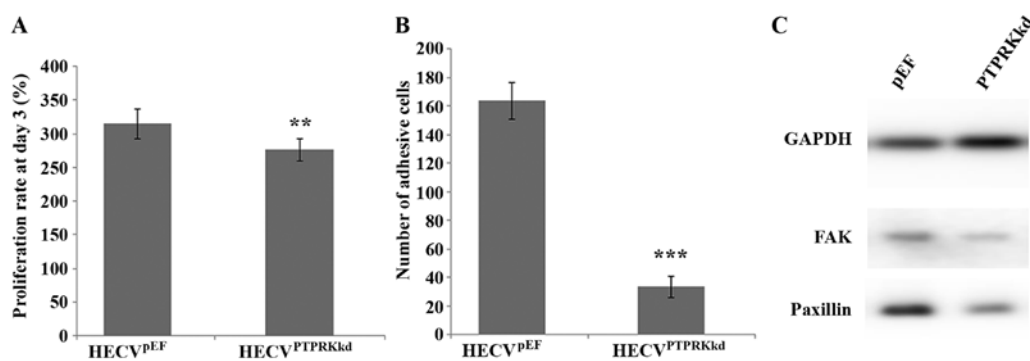 A
Proliferation rate at day 3 (%)
450
400
350
300
250
200
150
100
50
0
**
HECV^pEF
HECV^PTPRKkd
B
Number of adhesive cells
200
180
160
140
120
100
80
60
40
20
0
***
HECV^pEF
HECV^PTPRKkd
C
pEF
PTPRKkd
GAPDH
FAK
Paxillin